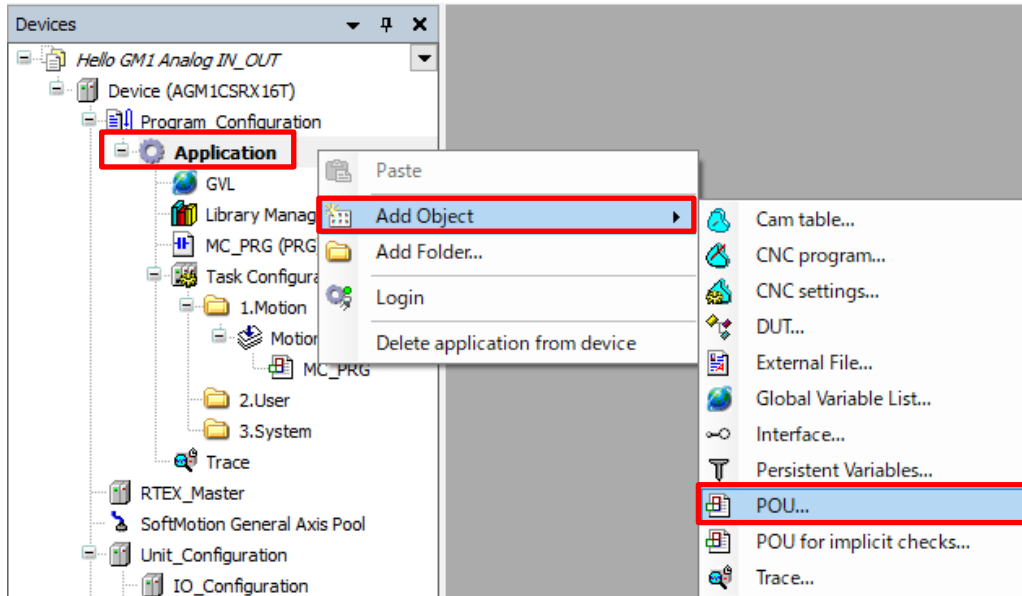 Devices
Hello GM1 Analog IN_OUT
Device (AGM1CSRX16T)
Program_Configuration
Application
GVL
Library Manag
MC_PRG (PRG
Task Configura
1.Motion
Motion
MC_PRG
2.User
3.System
Trace
RTEX_Master
SoftMotion General Axis Pool
Unit_Configuration
IO_Configuration
Paste
Add Object
Add Folder...
Login
Delete application from device
Cam table...
CNC program...
CNC settings...
DUT...
External File...
Global Variable List...
Interface...
Persistent Variables...
POU...
POU for implicit checks...
Trace...